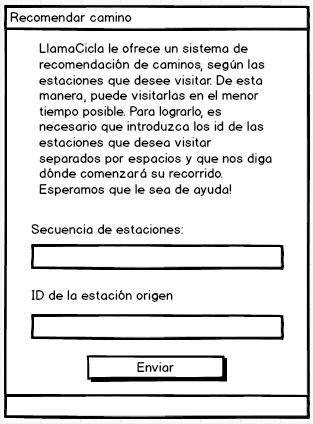 Recomendar camino
LlamaCicla le ofrece un sistema de
recomendación de caminos, según las
estaciones que desee visitar. De esta
manera, puede visitarlas en el menor
tiempo posible. Para lograrlo, es
necesario que introduzca los id de las
estaciones que desea visitar
separados por espacios y que nos diga
dónde comenzará su recorrido.
Esperamos que le sea de ayuda!
Secuencia de estaciones:
ID de la estación origen
Enviar